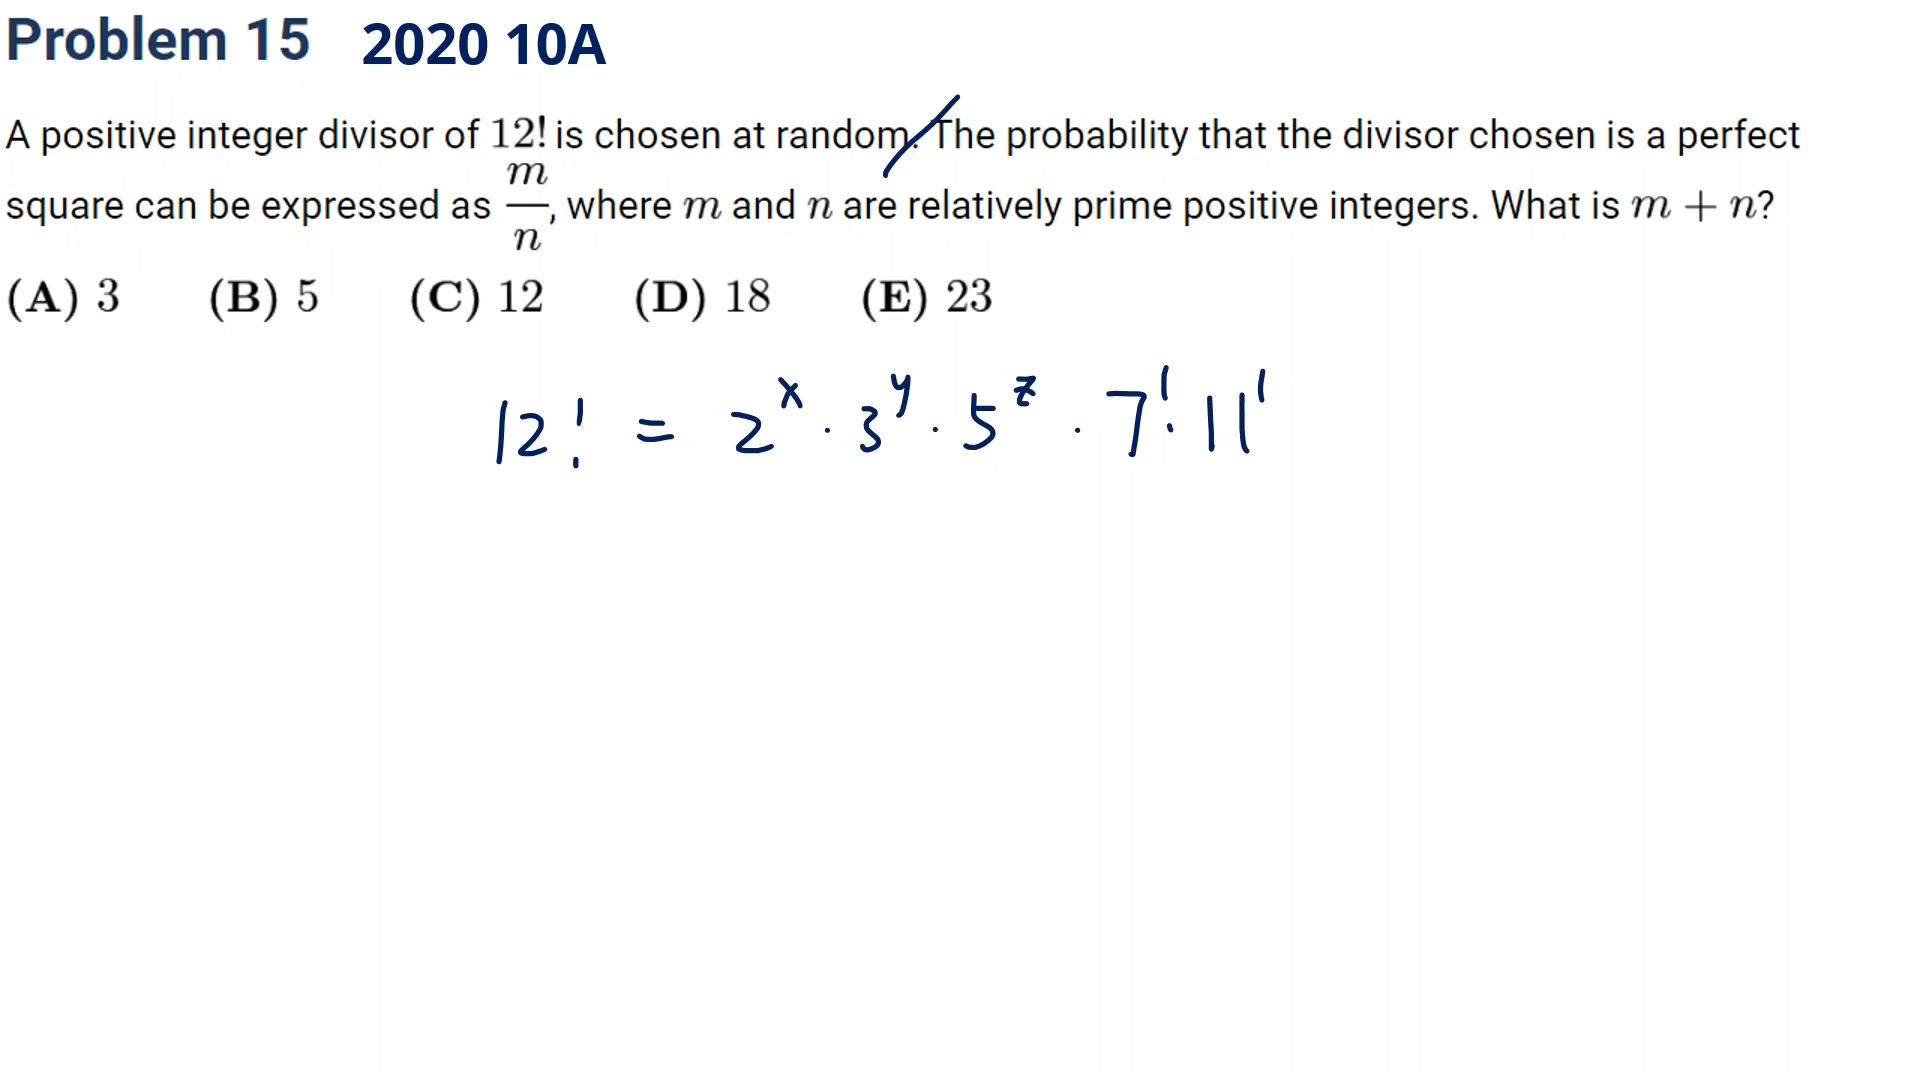 Problem 15 2020 10A
A positive integer divisor of 12! is chosen at random. The probability that the divisor chosen is a perfect
square can be expressed as m/n, where m and n are relatively prime positive integers. What is m + n?
(A) 3 (B) 5 (C) 12 (D) 18 (E) 23
12! = 2^x · 3^y · 5^z · 7^1 · 11^1